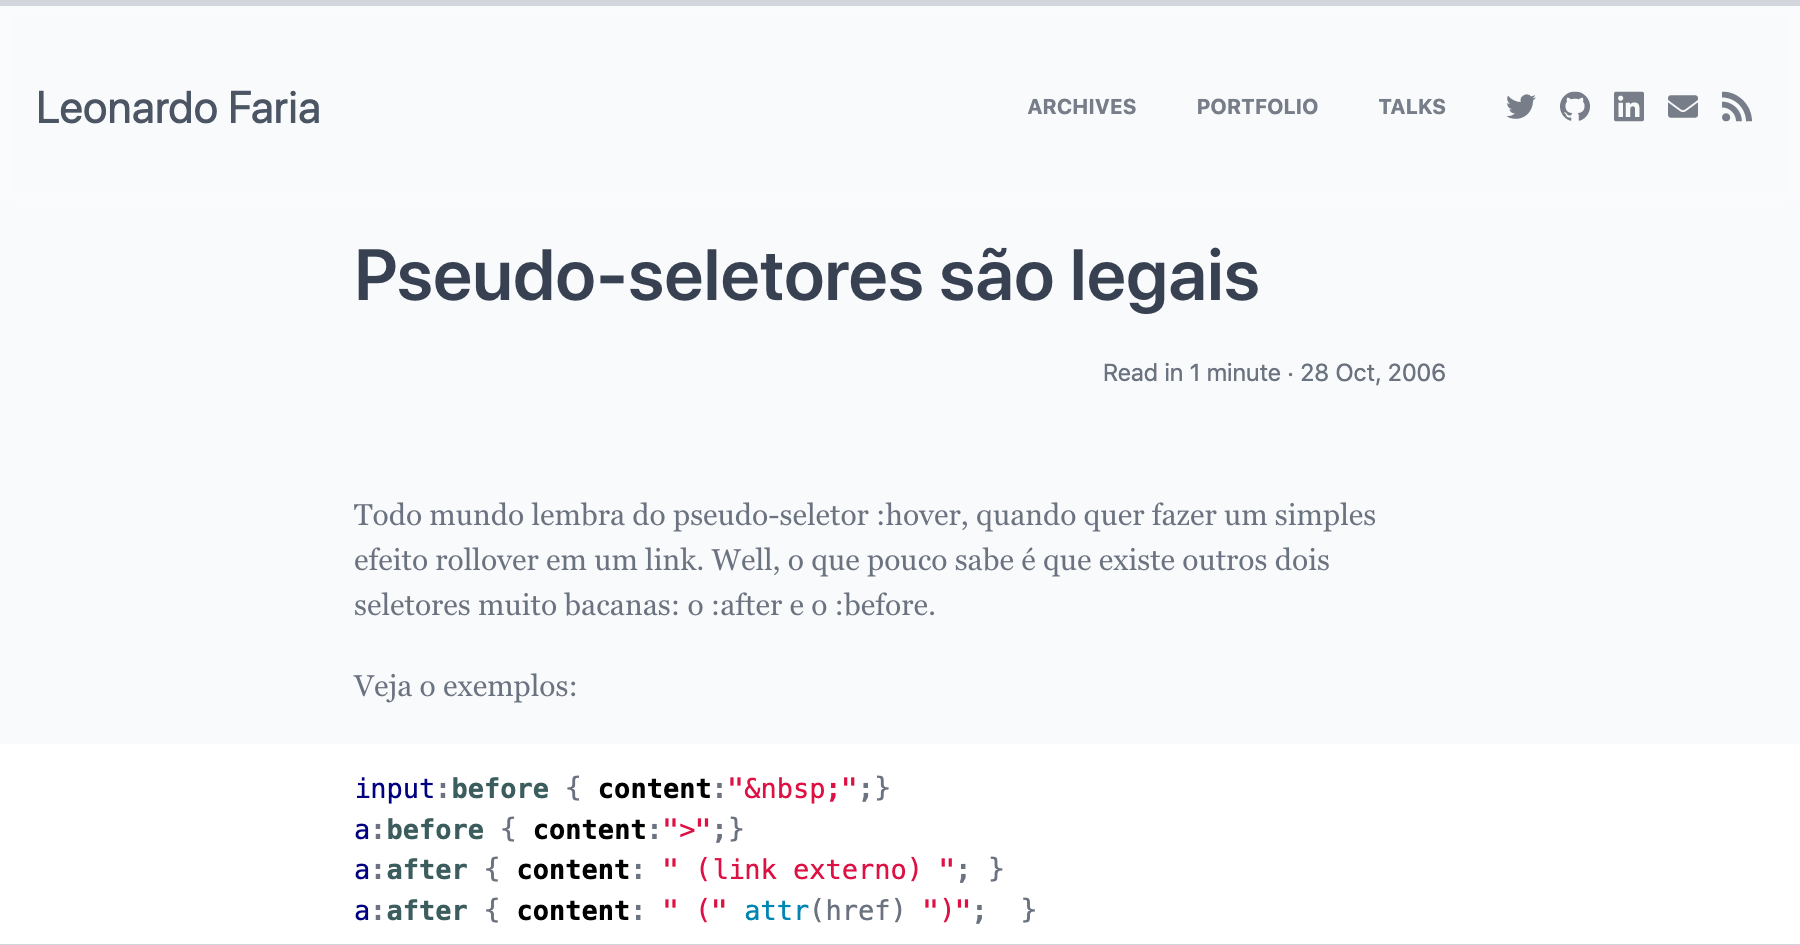 Leonardo Faria
ARCHIVES PORTFOLIO TALKS
Pseudo-seletores são legais
Read in 1 minute · 28 Oct, 2006
Todo mundo lembra do pseudo-seletor :hover, quando quer fazer um simples
efeito rollover em um link. Well, o que pouco sabe é que existe outros dois
seletores muito bacanas: o :after e o :before.
Veja o exemplos:
input:before { content:"&nbsp;";}
a:before { content:">";}
a:after { content: " (link externo) "; }
a:after { content: " (" attr(href) ")";  }